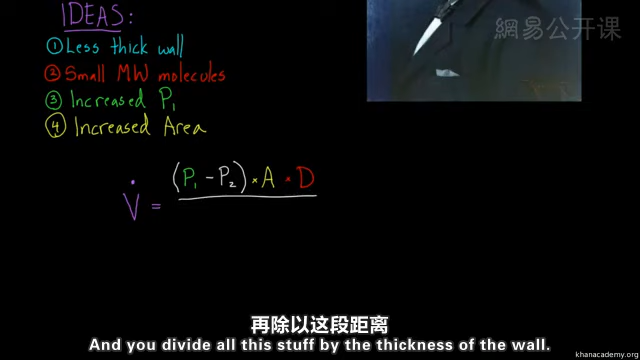 IDEAS:
① Less thick wall
② Small MW molecules
③ Increased P₁
④ Increased Area
網易公开课
(P₁ - P₂) * A * D
V̇ =
再除以这段距离
And you divide all this stuff by the thickness of the wall.
khanacademy.org